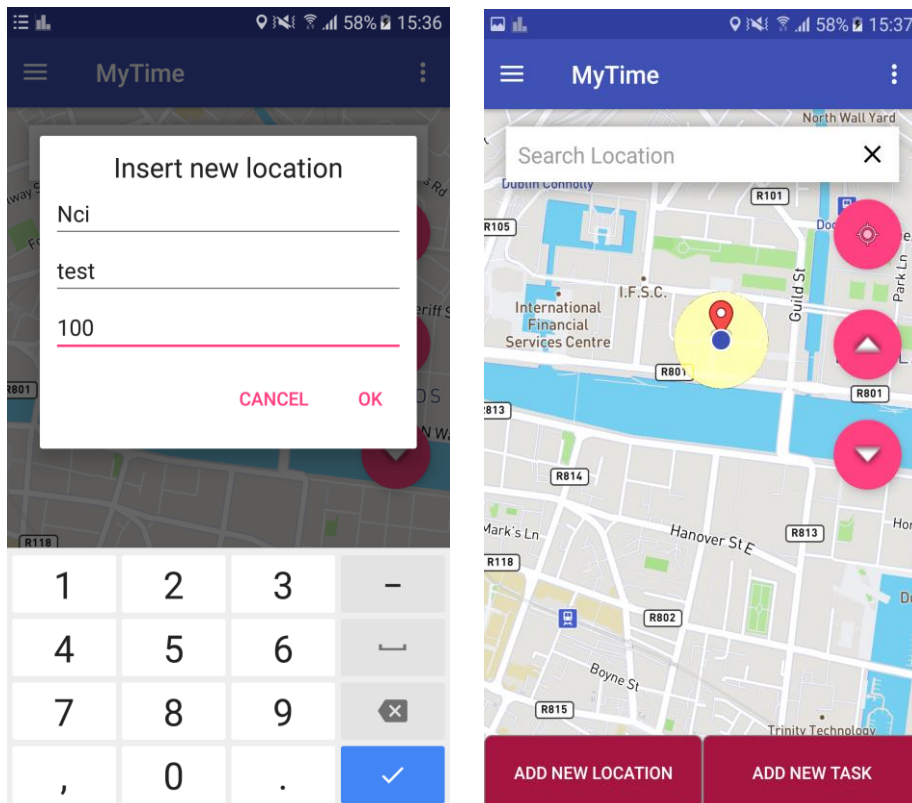 58% 15:36
MyTime
Insert new location
Nci
test
100
CANCEL OK
R801
R118
1 2 3 -
4 5 6
7 8 9
, 0 .
58% 15:37
MyTime
North Wall Yard
Search Location
Dublin Connolly
R101
R105
Park Ln
Guild St
I.F.S.C.
International
Financial
Services Centre
R801
R801
R814
Hanover St E
R813
Mark's Ln
R118
R802
Boyne St
R815
Trinity Technology
ADD NEW LOCATION ADD NEW TASK